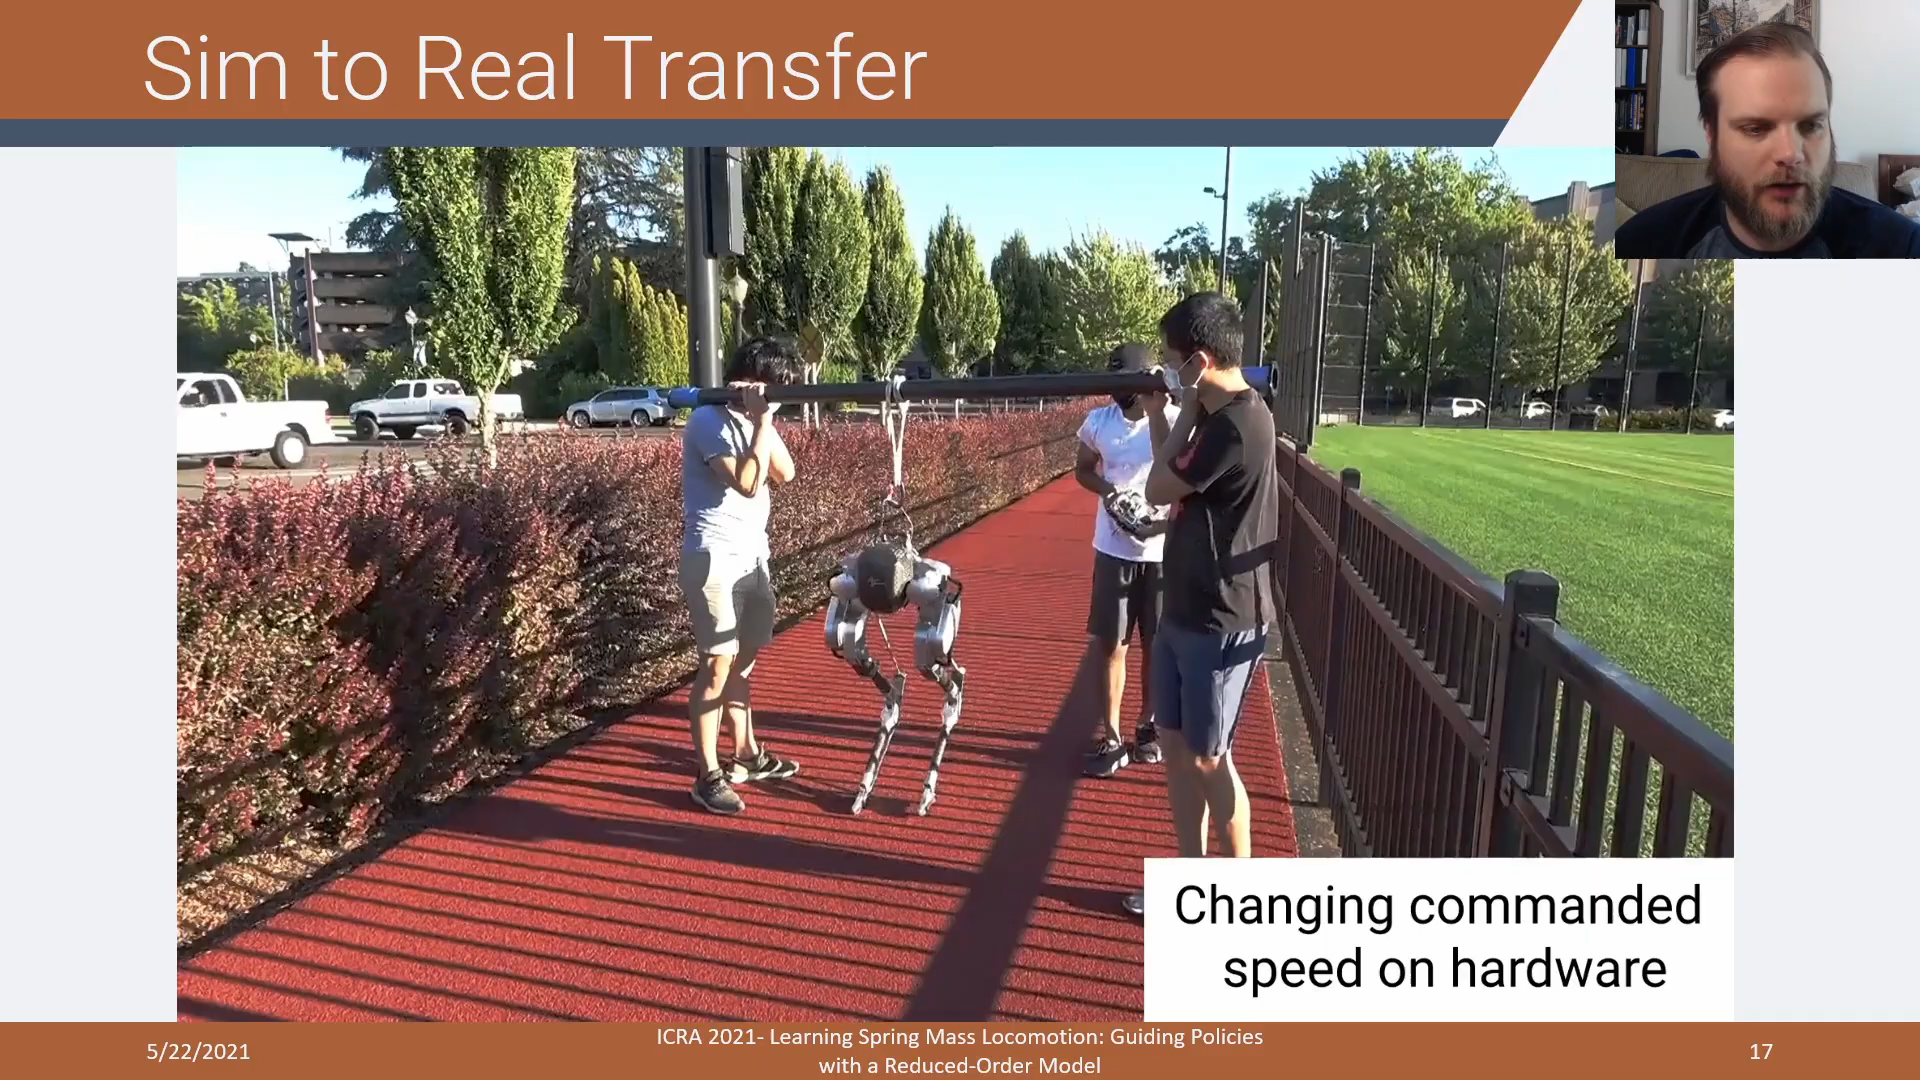 Sim to Real Transfer
Changing commanded
speed on hardware
5/22/2021
ICRA 2021- Learning Spring Mass Locomotion: Guiding Policies
with a Reduced-Order Model
17